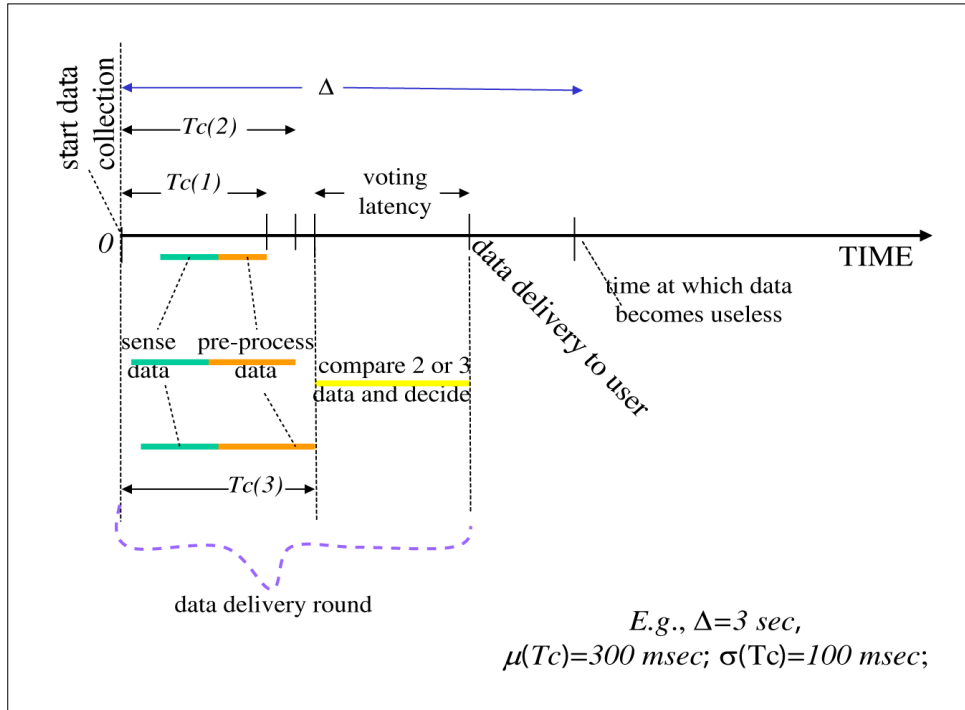 start data
collection
Δ
Tc(2)
Tc(1)
voting
latency
0
TIME
data delivery to user
time at which data
becomes useless
sense
data
pre-process
data
compare 2 or 3
data and decide
Tc(3)
data delivery round
E.g., Δ=3 sec,
μ(Tc)=300 msec; σ(Tc)=100 msec;